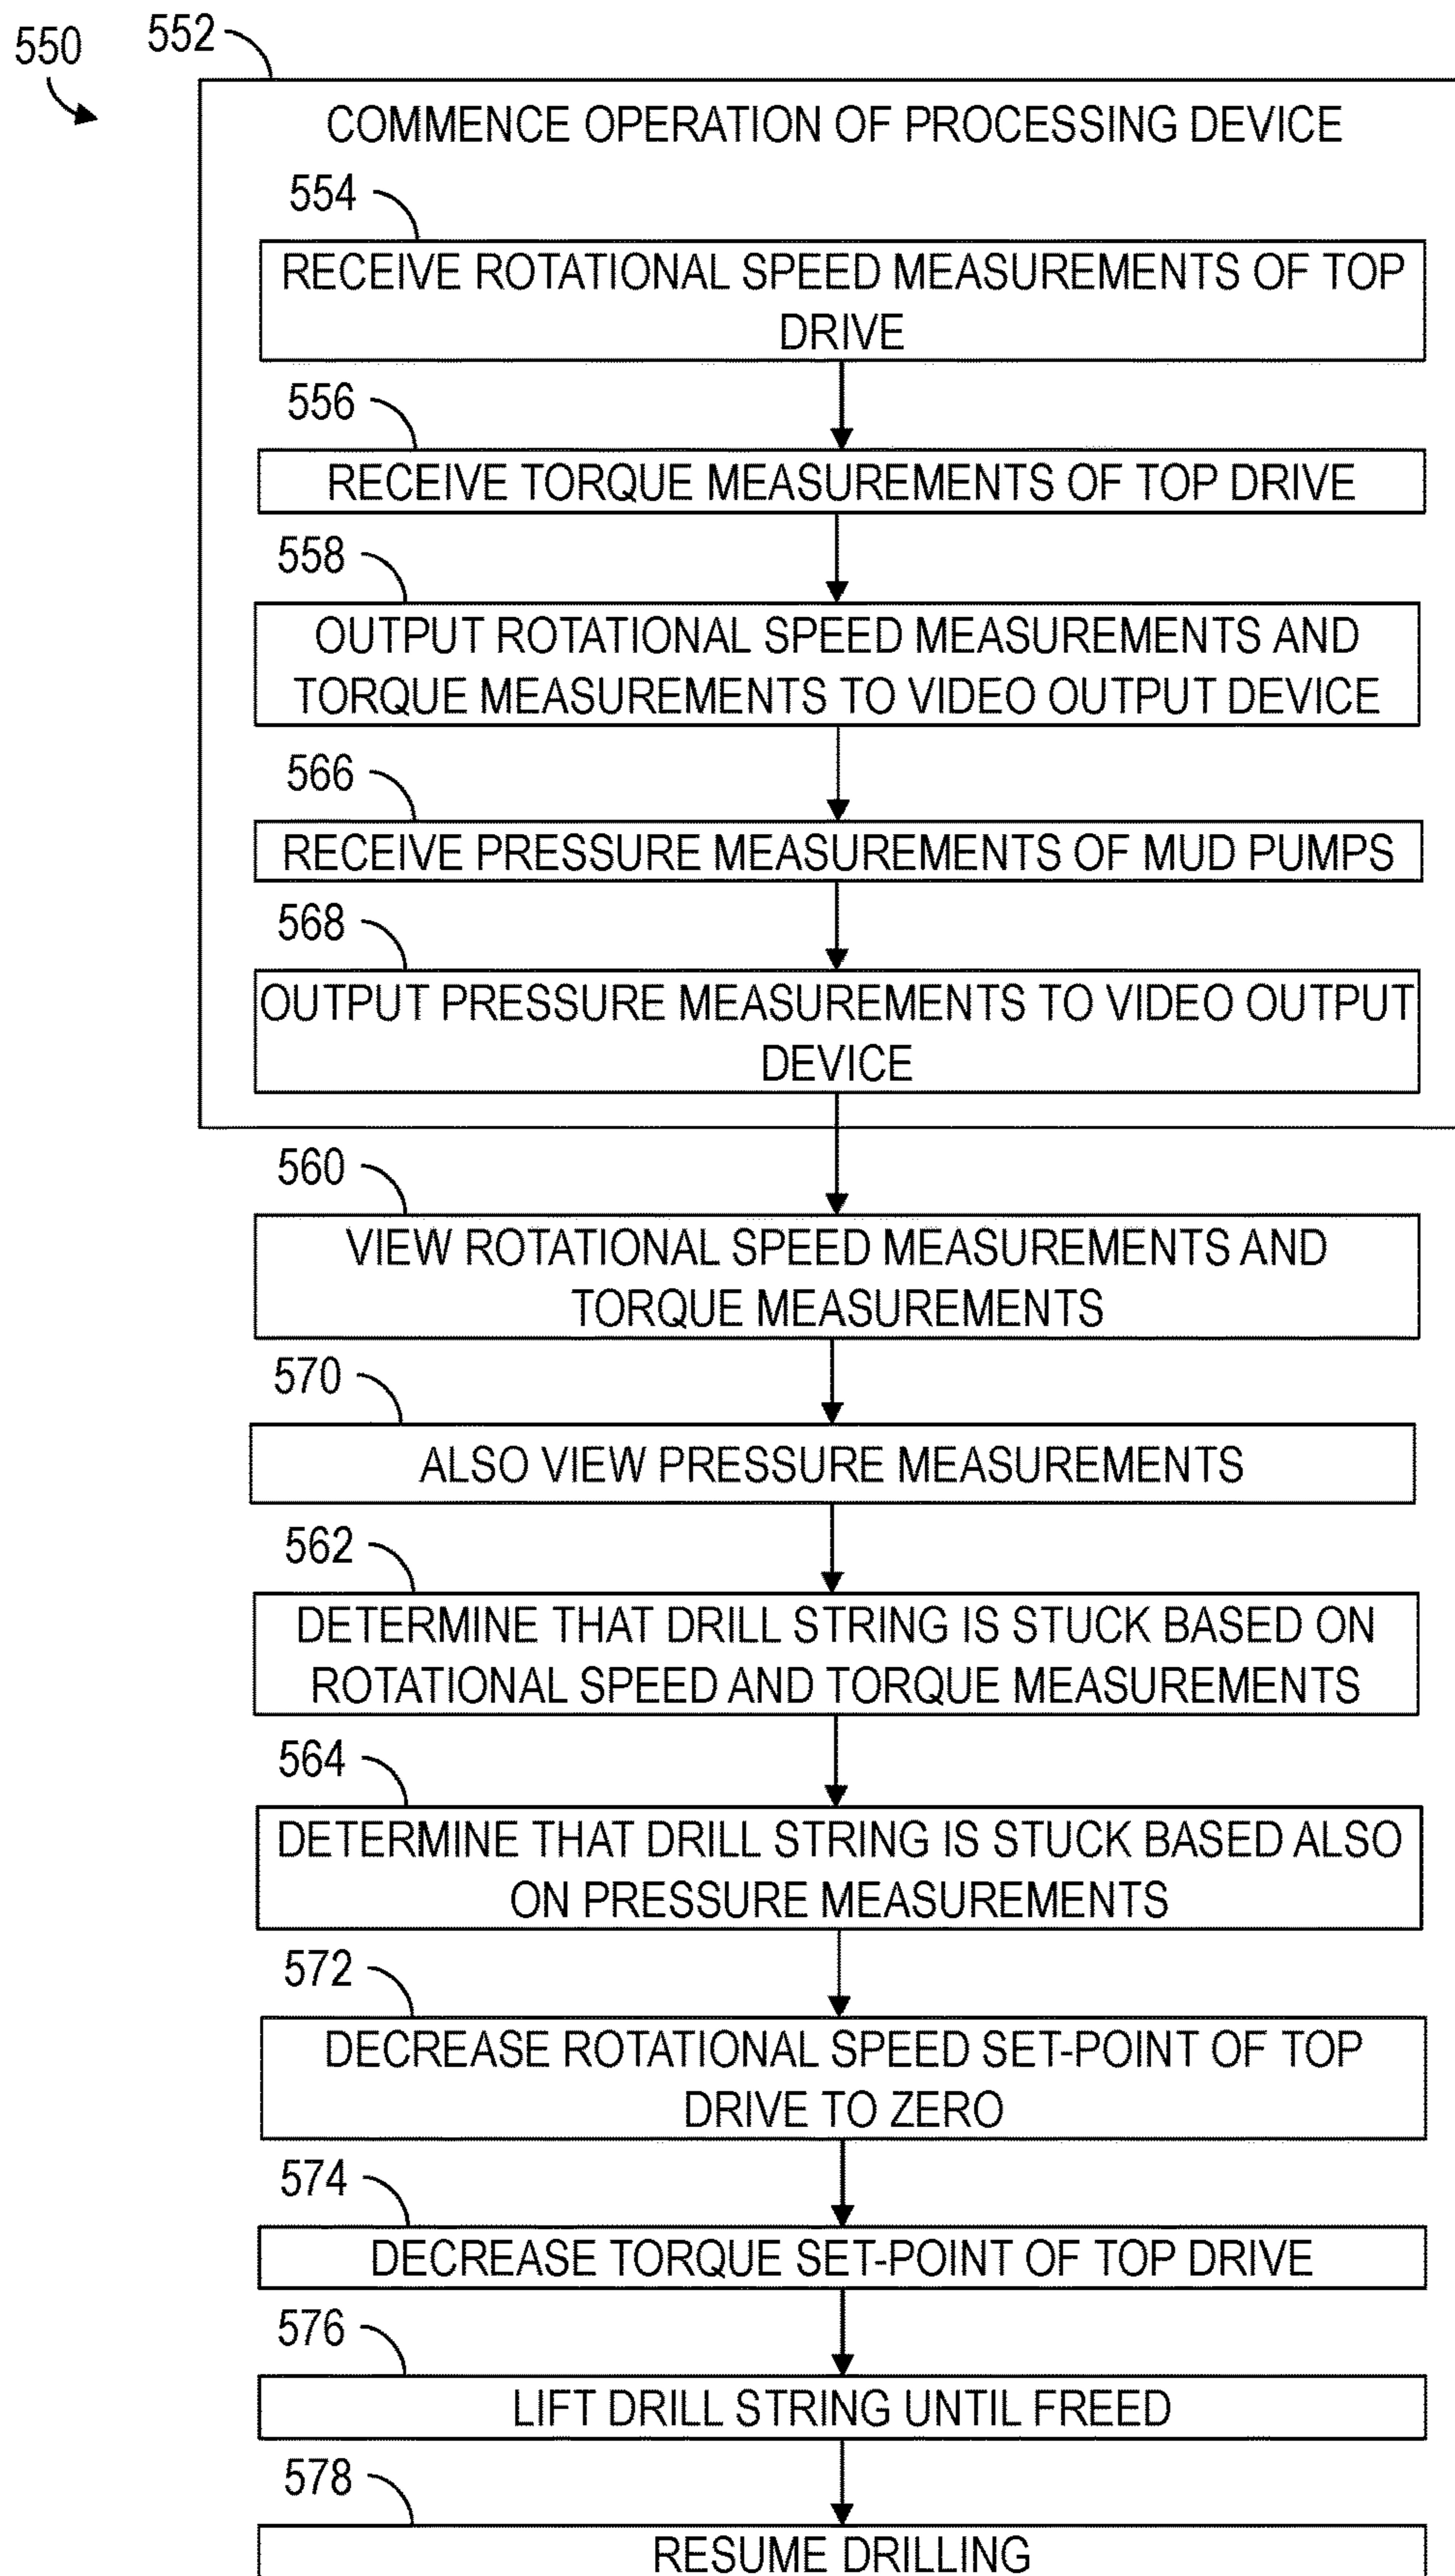 550
552
COMMENCE OPERATION OF PROCESSING DEVICE
554
RECEIVE ROTATIONAL SPEED MEASUREMENTS OF TOP
DRIVE
556
RECEIVE TORQUE MEASUREMENTS OF TOP DRIVE
558
OUTPUT ROTATIONAL SPEED MEASUREMENTS AND
TORQUE MEASUREMENTS TO VIDEO OUTPUT DEVICE
566
RECEIVE PRESSURE MEASUREMENTS OF MUD PUMPS
568
OUTPUT PRESSURE MEASUREMENTS TO VIDEO OUTPUT
DEVICE
560
VIEW ROTATIONAL SPEED MEASUREMENTS AND
TORQUE MEASUREMENTS
570
ALSO VIEW PRESSURE MEASUREMENTS
562
DETERMINE THAT DRILL STRING IS STUCK BASED ON
ROTATIONAL SPEED AND TORQUE MEASUREMENTS
564
DETERMINE THAT DRILL STRING IS STUCK BASED ALSO
ON PRESSURE MEASUREMENTS
572
DECREASE ROTATIONAL SPEED SET-POINT OF TOP
DRIVE TO ZERO
574
DECREASE TORQUE SET-POINT OF TOP DRIVE
576
LIFT DRILL STRING UNTIL FREED
578
RESUME DRILLING